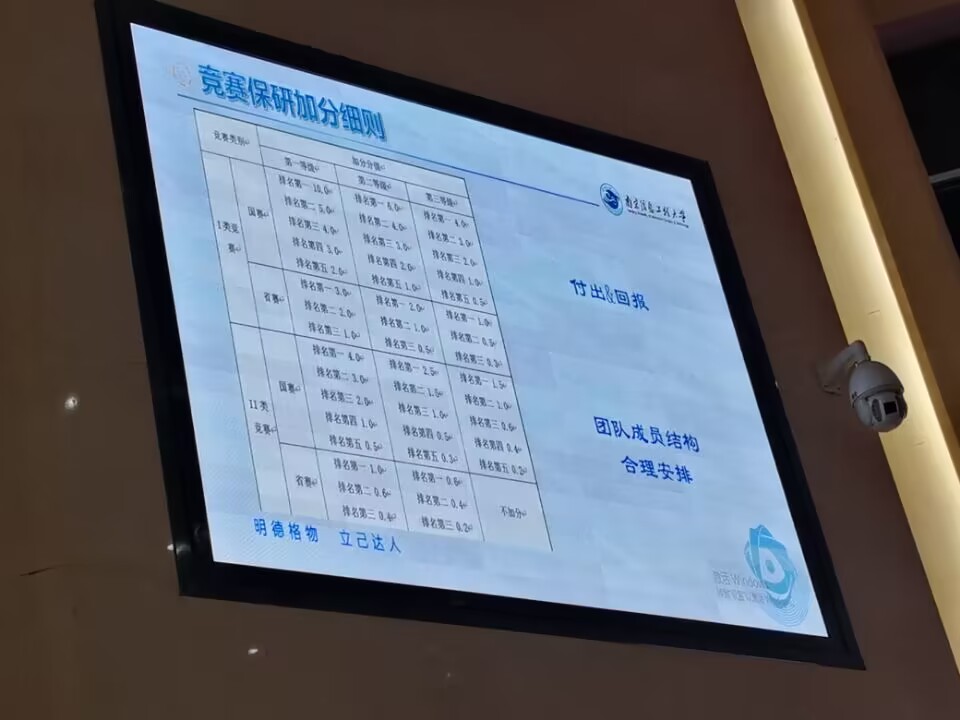 竞赛保研加分细则
南京信息工程大学
竞赛类别
加分分值
第一等级
第二等级
第三等级
I类竞赛
国赛
排名第一 10.0
排名第二 5.0
排名第三 4.0
排名第四 3.0
排名第五 2.0
排名第一 6.0
排名第二 4.0
排名第三 3.0
排名第四 2.0
排名第五 1.0
排名第一 4.0
排名第二 3.0
排名第三 2.0
排名第四 1.0
排名第五 0.5
省赛
排名第一 3.0
排名第二 2.0
排名第三 1.0
排名第一 2.0
排名第二 1.0
排名第三 0.5
排名第一 1.0
排名第二 0.5
排名第三 0.3
II类
竞赛
国赛
排名第一 4.0
排名第二 3.0
排名第三 2.0
排名第四 1.0
排名第五 0.5
排名第一 2.5
排名第二 1.5
排名第三 1.0
排名第四 0.5
排名第五 0.3
排名第一 1.5
排名第二 1.0
排名第三 0.6
排名第四 0.4
排名第五 0.2
省赛
排名第一 1.0
排名第二 0.6
排名第三 0.4
排名第一 0.6
排名第二 0.4
排名第三 0.2
不加分
付出&回报
团队成员结构
合理安排
明德格物 立己达人
激活 Windows